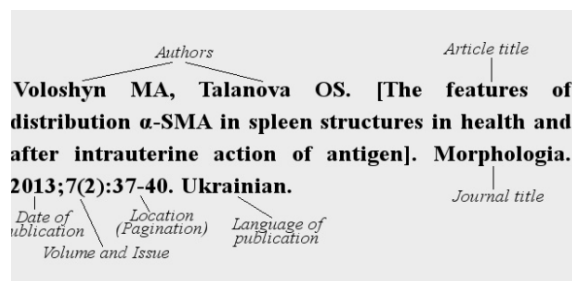 Authors
Article title
Voloshyn MA, Talanova OS. [The features of
distribution α-SMA in spleen structures in health and
after intrauterine action of antigen]. Morphologia.
2013;7(2):37-40. Ukrainian.
Journal title
Date of
ublication
Location
(Pagination)
Language of
publication
Volume and Issue